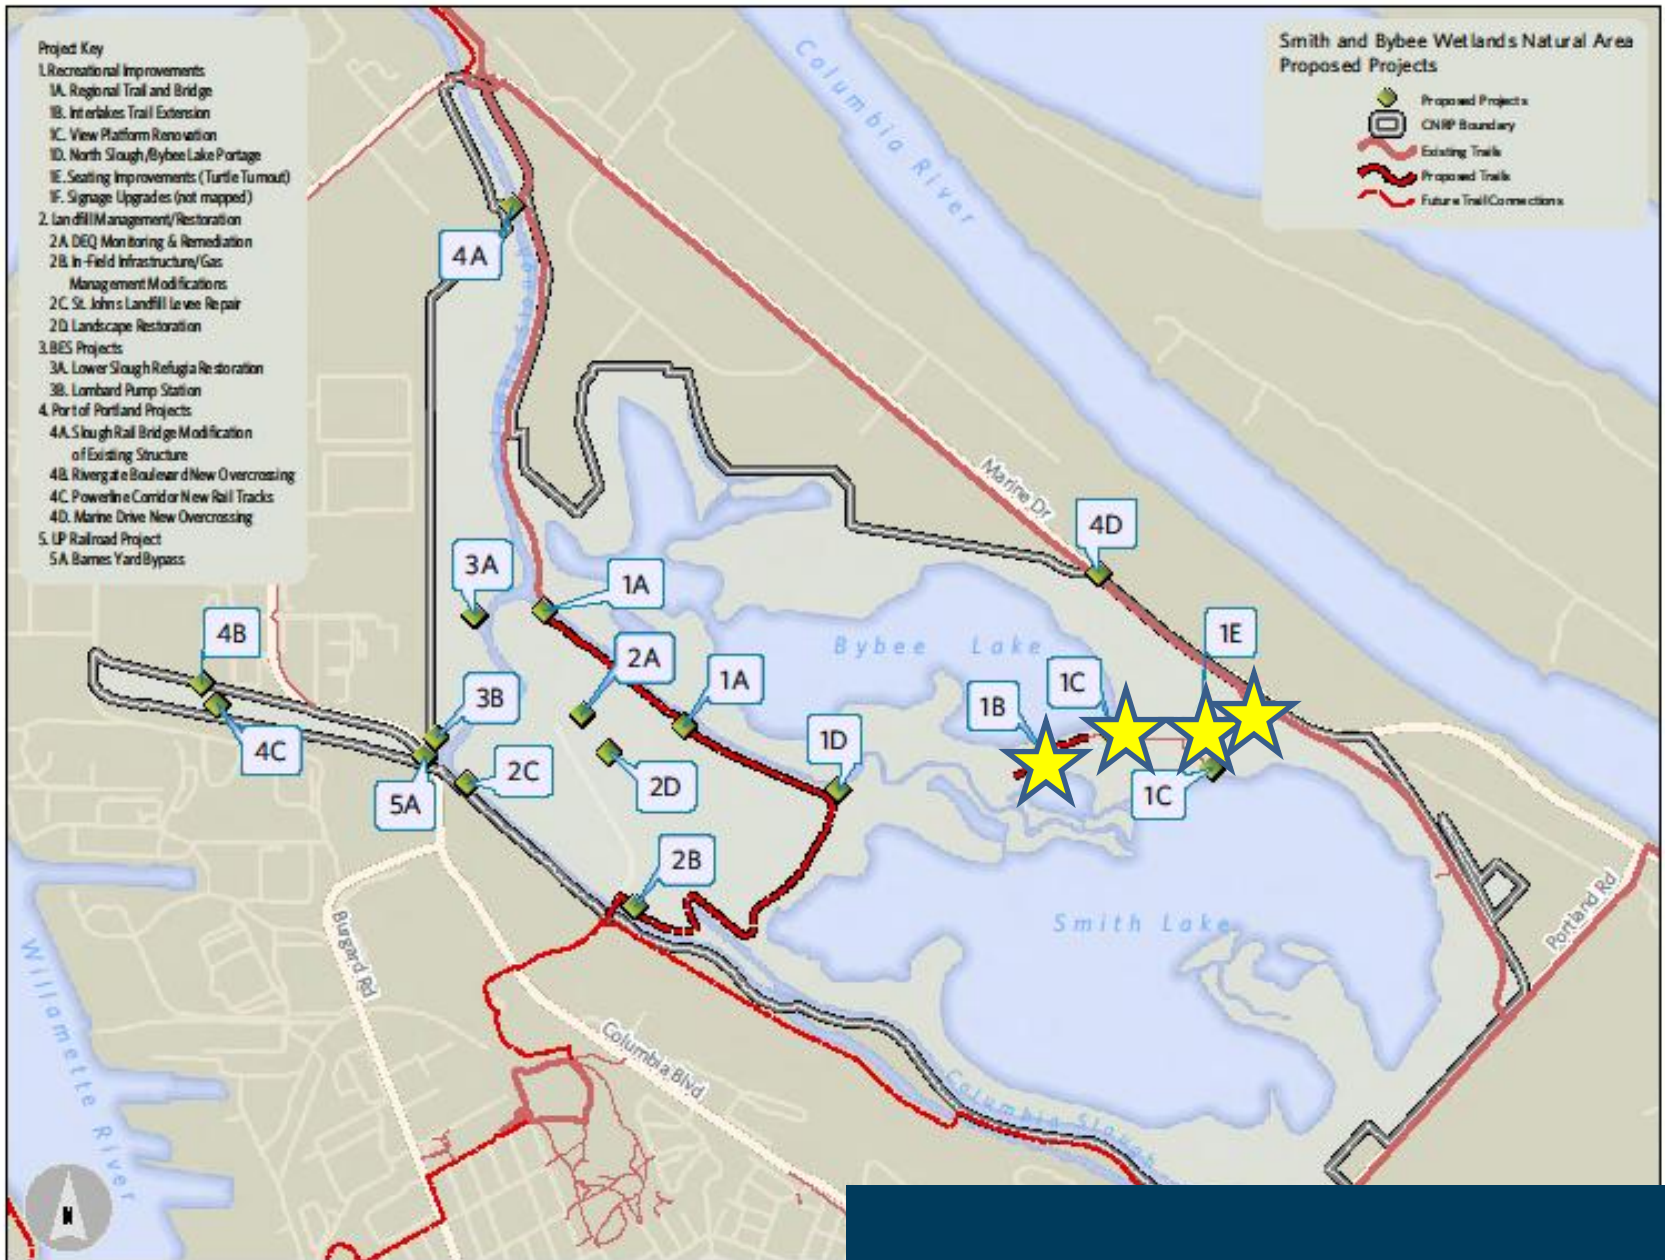 Project Key
1. Recreational Improvements
1A. Regional Trail and Bridge
1B. Interlakes Trail Extension
1C. View Platform Renovation
1D. North Slough/Bybee Lake Portage
1E. Seating Improvements (Turtle Turnout)
1F. Signage Upgrades (not mapped)
2. Landfill Management/Restoration
2A. DEQ Monitoring & Remediation
2B. In-Field Infrastructure/Gas
Management Modifications
2C. St. Johns Landfill Levee Repair
2D. Landscape Restoration
3. BES Projects
3A. Lower Slough Refugia Restoration
3B. Lombard Pump Station
4. Port of Portland Projects
4A. Slough Rail Bridge Modification
of Existing Structure
4B. Rivergate Boulevard New Overcrossing
4C. Powerline Corridor New Rail Tracks
4D. Marine Drive New Overcrossing
5. UP Railroad Project
5A. Barnes Yard Bypass
Smith and Bybee Wetlands Natural Area
Proposed Projects
Proposed Projects
CNRP Boundary
Existing Trails
Proposed Trails
Future Trail Connections
Columbia River
4A
Marine Dr
4D
3A
1A
4B
2A
1E
Bybee Lake
1A
1C
3B
1B
4C
1D
2C
2D
1C
5A
2B
Smith Lake
Portland Rd
Burgard Rd
Willamette River
Columbia Blvd
Columbia Slough
N